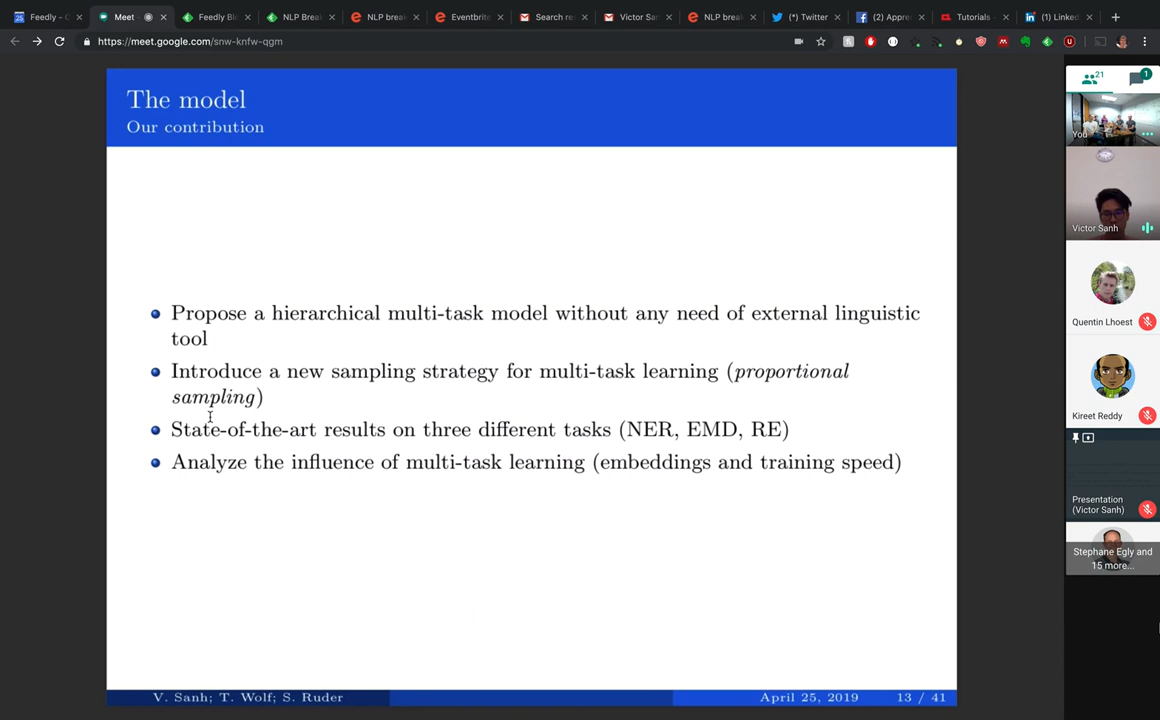 Feedly - C
Meet
Feedly Blo
NLP Break
NLP break
Eventbrite
Search res
Victor San
NLP break
(*) Twitter
(2) Apprec
Tutorials -
(1) Linked
https://meet.google.com/snw-knfw-qgm
The model
Our contribution
Propose a hierarchical multi-task model without any need of external linguistic
tool
Introduce a new sampling strategy for multi-task learning (proportional
sampling)
State-of-the-art results on three different tasks (NER, EMD, RE)
Analyze the influence of multi-task learning (embeddings and training speed)
V. Sanh; T. Wolf; S. Ruder
April 25, 2019
13 / 41
21
1
You
Victor Sanh
Quentin Lhoest
Kireet Reddy
Presentation
(Victor Sanh)
Stephane Egly and
15 more...